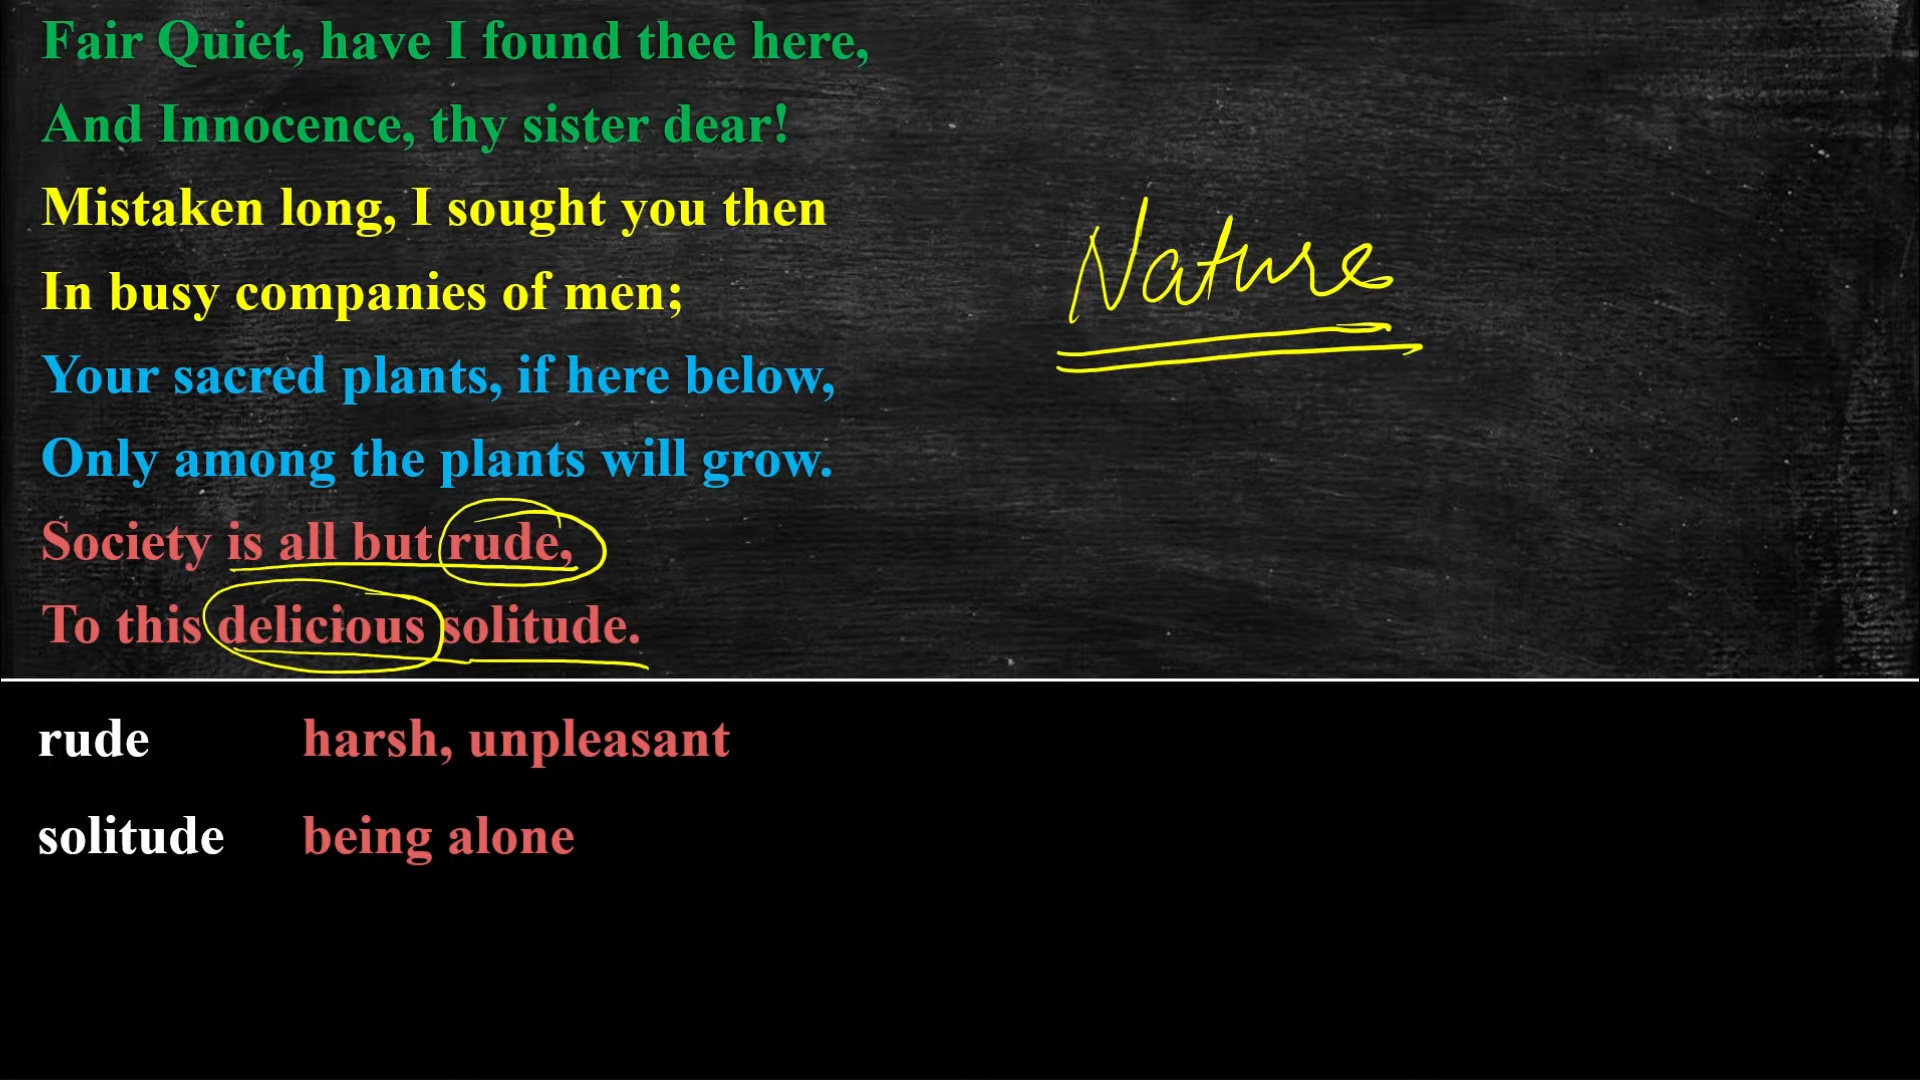 Fair Quiet, have I found thee here,
And Innocence, thy sister dear!
Mistaken long, I sought you then
In busy companies of men;
Your sacred plants, if here below,
Only among the plants will grow.
Society is all but rude,
To this delicious solitude.
Nature
rude harsh, unpleasant
solitude being alone